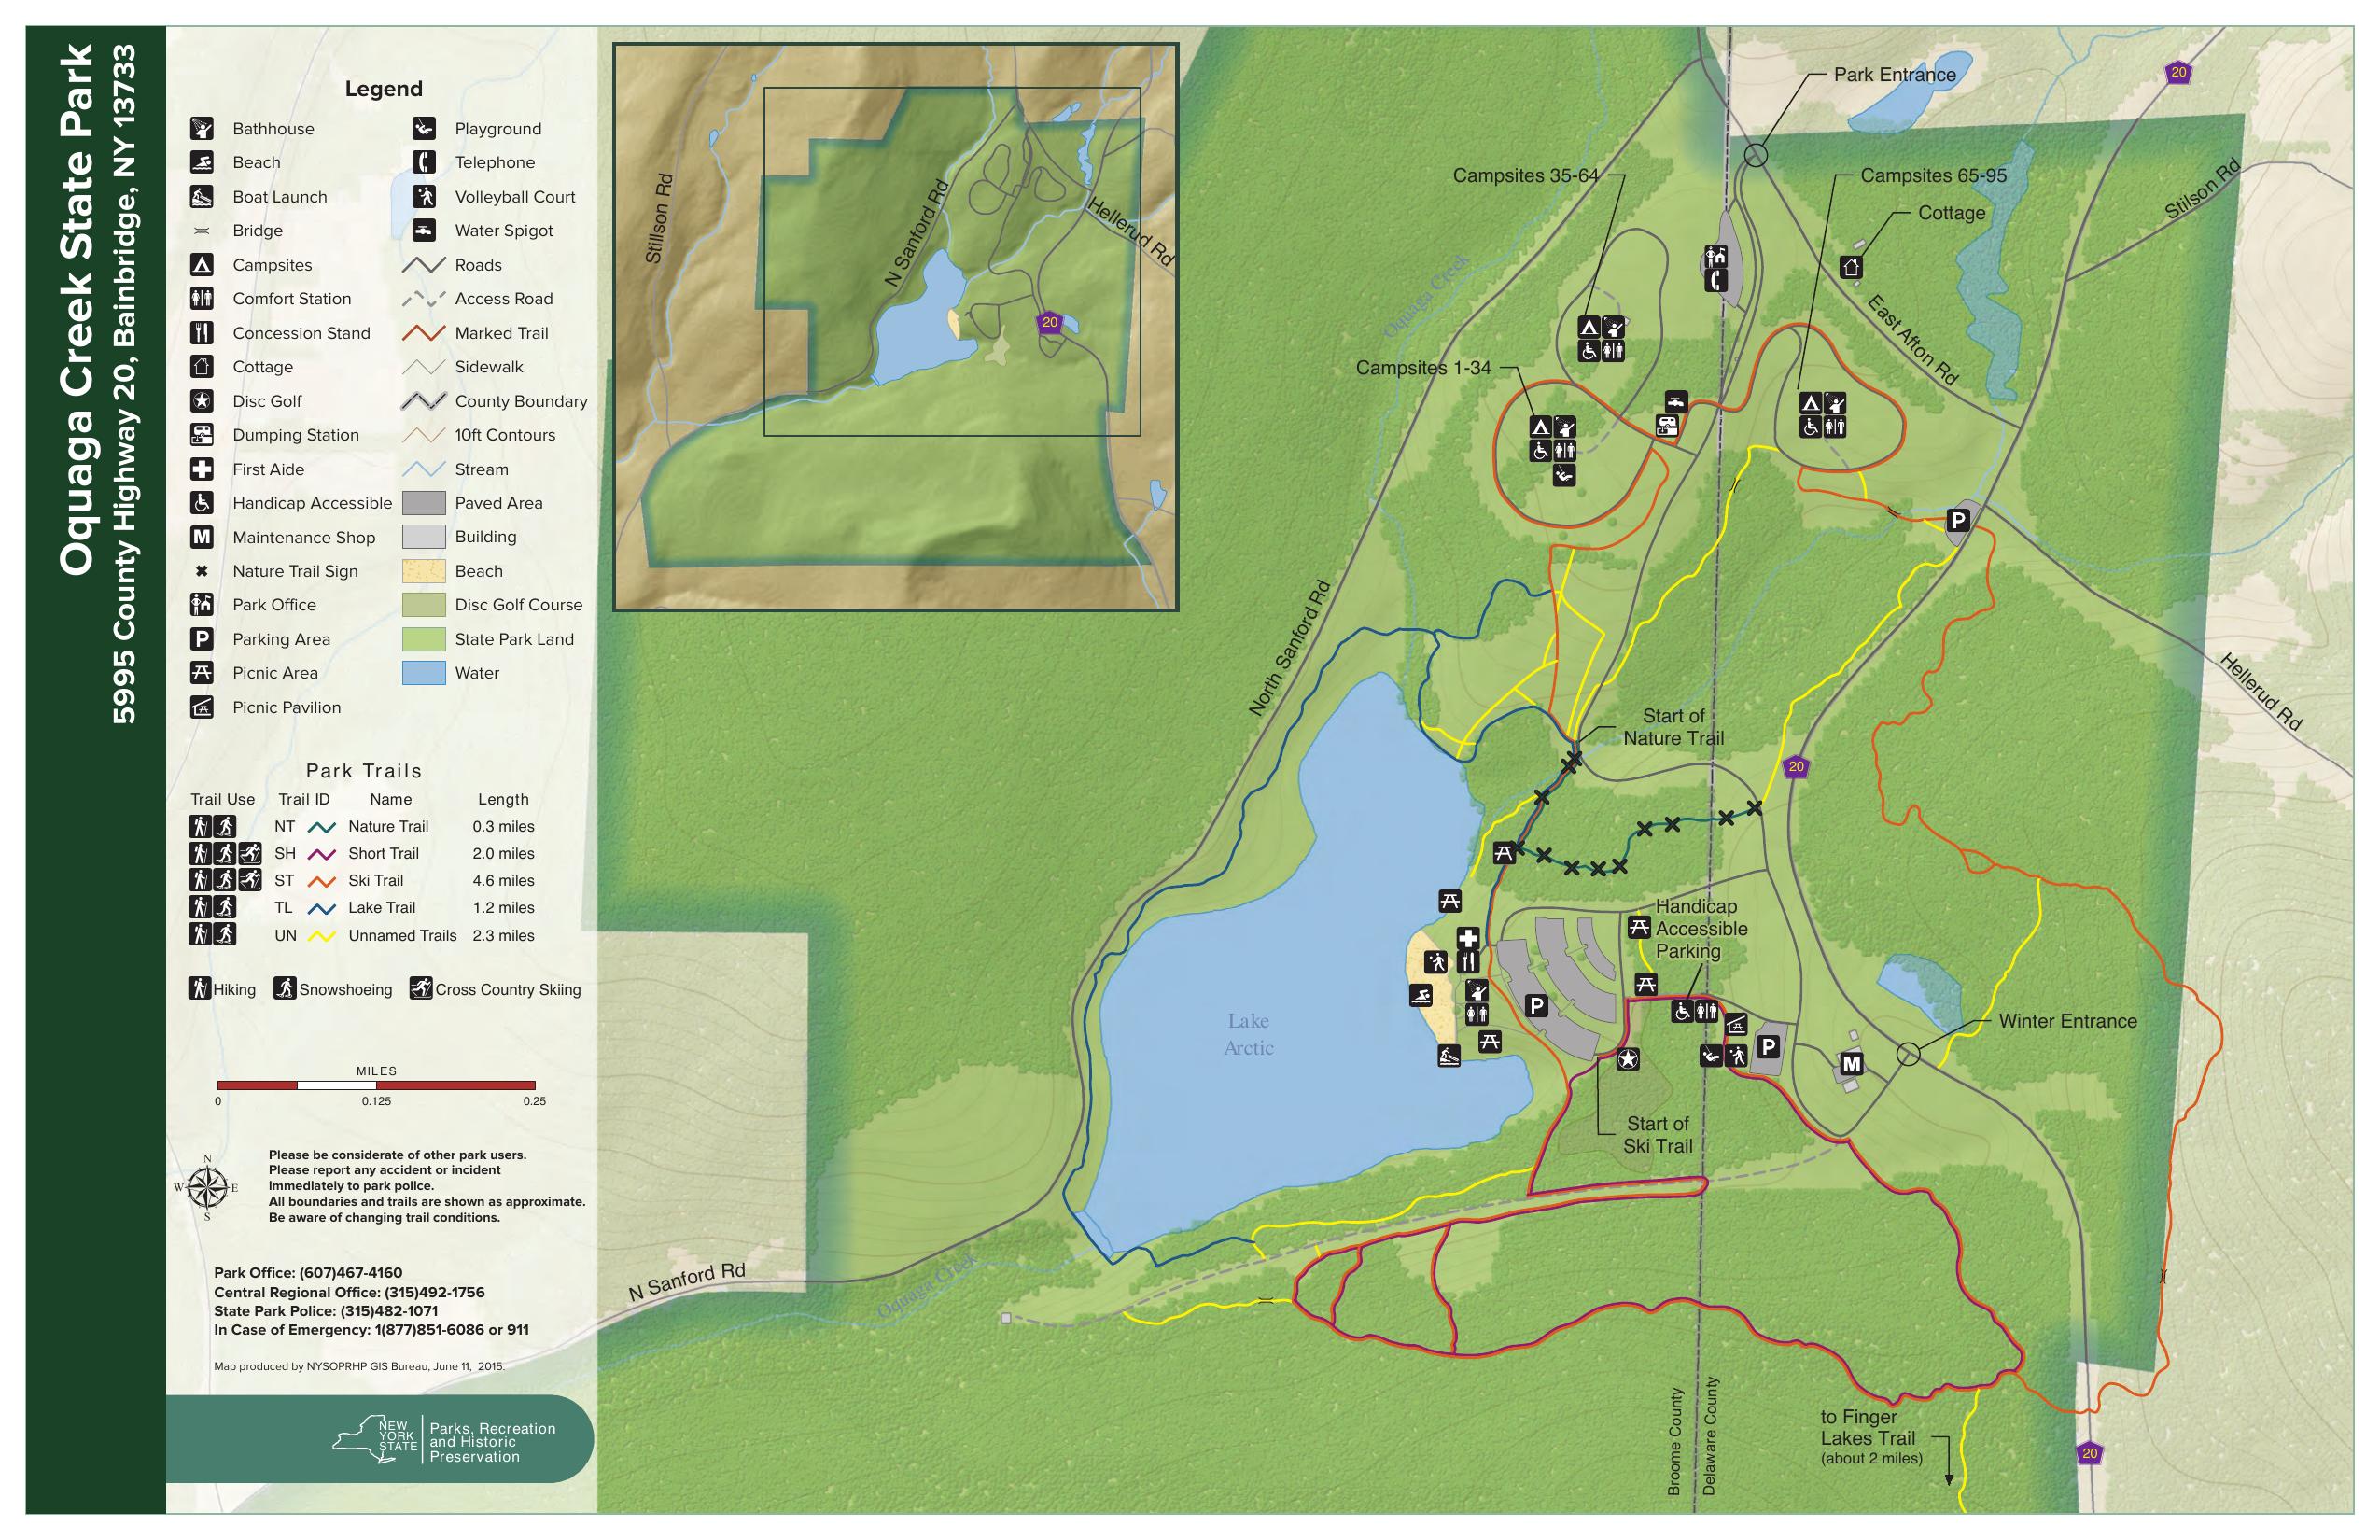 Oquaga Creek State Park
5995 County Highway 20, Bainbridge, NY 13733
Legend
Bathhouse
Beach
Boat Launch
Bridge
Campsites
Comfort Station
Concession Stand
Cottage
Disc Golf
Dumping Station
First Aide
Handicap Accessible
M Maintenance Shop
Nature Trail Sign
Park Office
P Parking Area
Picnic Area
Picnic Pavilion
Playground
Telephone
Volleyball Court
Water Spigot
Roads
Access Road
Marked Trail
Sidewalk
County Boundary
10ft Contours
Stream
Paved Area
Building
Beach
Disc Golf Course
State Park Land
Water
Park Trails
Trail Use Trail ID Name Length
NT Nature Trail 0.3 miles
SH Short Trail 2.0 miles
ST Ski Trail 4.6 miles
TL Lake Trail 1.2 miles
UN Unnamed Trails 2.3 miles
Hiking Snowshoeing Cross Country Skiing
MILES
0 0.125 0.25
N
W E
S
Please be considerate of other park users.
Please report any accident or incident
immediately to park police.
All boundaries and trails are shown as approximate.
Be aware of changing trail conditions.
Park Office: (607)467-4160
Central Regional Office: (315)492-1756
State Park Police: (315)482-1071
In Case of Emergency: 1(877)851-6086 or 911
Map produced by NYSOPRHP GIS Bureau, June 11, 2015.
NEW
YORK
STATE
Parks, Recreation
and Historic
Preservation
Stillson Rd
N Sanford Rd
Hellerud Rd
20
Park Entrance
20
Campsites 35-64
Campsites 65-95
Cottage
Stilson Rd
Oquaga Creek
East Afton Rd
Campsites 1-34
P
North Sanford Rd
Hellerud Rd
Start of
Nature Trail
20
Handicap
Accessible
Parking
P
Lake
Arctic
Winter Entrance
P
M
Start of
Ski Trail
N Sanford Rd
Oquaga Creek
Broome County
Delaware County
to Finger
Lakes Trail
(about 2 miles)
20